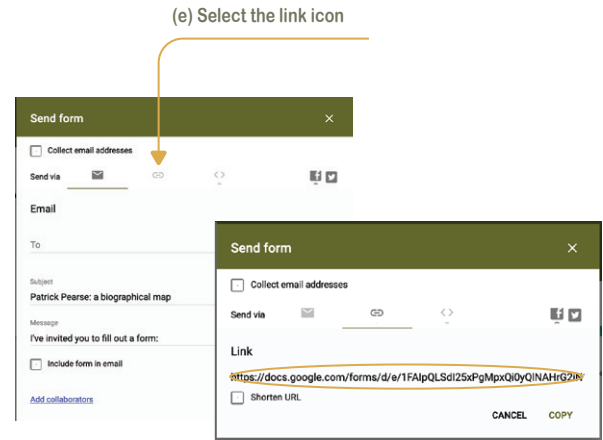 (e) Select the link icon
Send form
Collect email addresses
Send via
Email
To
Subject
Patrick Pearse: a biographical map
Message
I've invited you to fill out a form:
Include form in email
Add collaborators
Send form
Collect email addresses
Send via
Link
https://docs.google.com/forms/d/e/1FAIpQLSdI25xPgMpxQi0yQINAHrG2iN
Shorten URL
CANCEL COPY